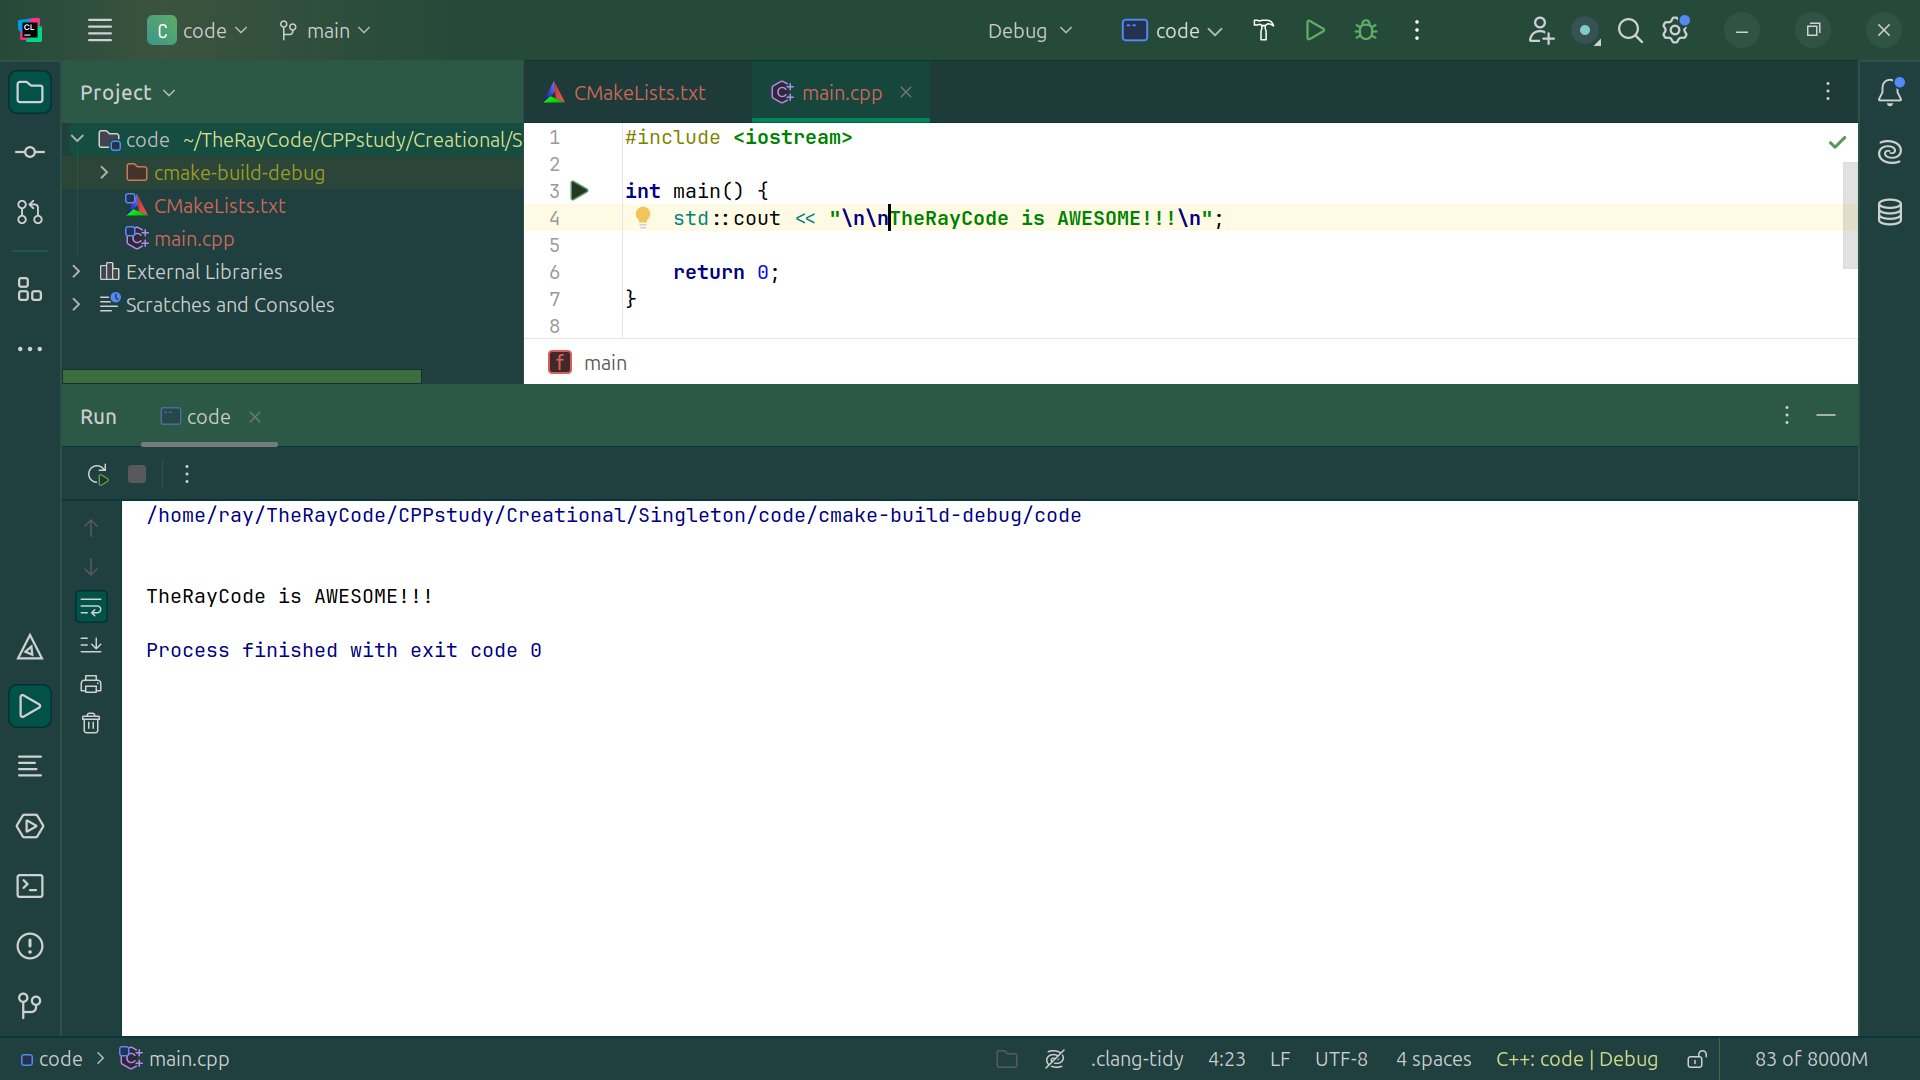 CL
C code
main
Debug
code
Project
CMakeLists.txt
main.cpp
code ~/TheRayCode/CPPstudy/Creational/S
cmake-build-debug
CMakeLists.txt
main.cpp
External Libraries
Scratches and Consoles
1 #include <iostream>
2
3 int main() {
4 std::cout << "\n\nTheRayCode is AWESOME!!!\n";
5
6 return 0;
7 }
8
f main
Run
code
/home/ray/TheRayCode/CPPstudy/Creational/Singleton/code/cmake-build-debug/code
TheRayCode is AWESOME!!!
Process finished with exit code 0
code > main.cpp
.clang-tidy 4:23 LF UTF-8 4 spaces C++: code | Debug 83 of 8000M